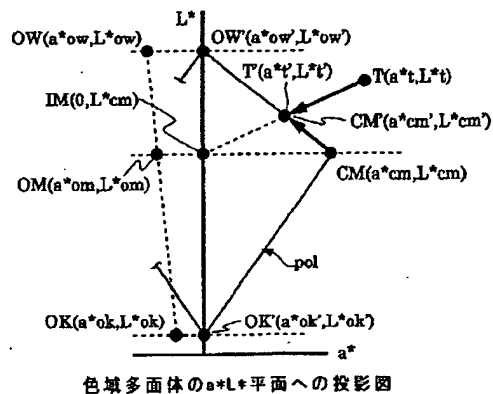 L*
OW(a*ow,L*ow)
OW'(a*ow',L*ow')
T'(a*t',L*t')
T(a*t,L*t)
IM(0,L*cm)
CM'(a*cm',L*cm')
OM(a*om,L*om)
CM(a*cm,L*cm)
pol
OK(a*ok,L*ok)
OK'(a*ok',L*ok')
a*
色域多面体のa*L*平面への投影図